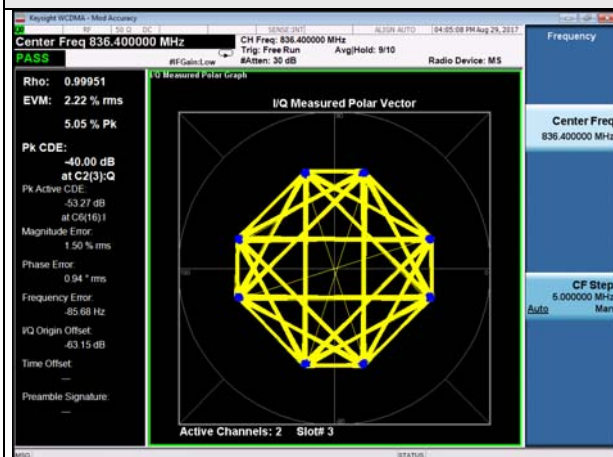 Keysight WCDMA - Mod Accuracy
RF 50 Ω DC SENSE:INT ALIGN AUTO 04:05:08 PM Aug 29, 2017
Center Freq 836.400000 MHz
CH Freq: 836.400000 MHz
Trig: Free Run Avg|Hold: 9/10
PASS
#IFGain:Low #Atten: 30 dB Radio Device: MS
Frequency
Rho: 0.99951
EVM: 2.22 % rms
5.05 % Pk
Pk CDE:
-40.00 dB
at C2(3):Q
Pk Active CDE:
-53.27 dB
at C6(16):I
Magnitude Error:
1.50 % rms
Phase Error:
0.94 ° rms
Frequency Error:
-85.68 Hz
I/Q Origin Offset:
-63.15 dB
Time Offset:
---
Preamble Signature:
---
I/Q Measured Polar Graph
I/Q Measured Polar Vector
90
180
Active Channels: 2 Slot# 3
Center Freq
836.400000 MHz
CF Step
5.000000 MHz
Auto Man
MSG STATUS